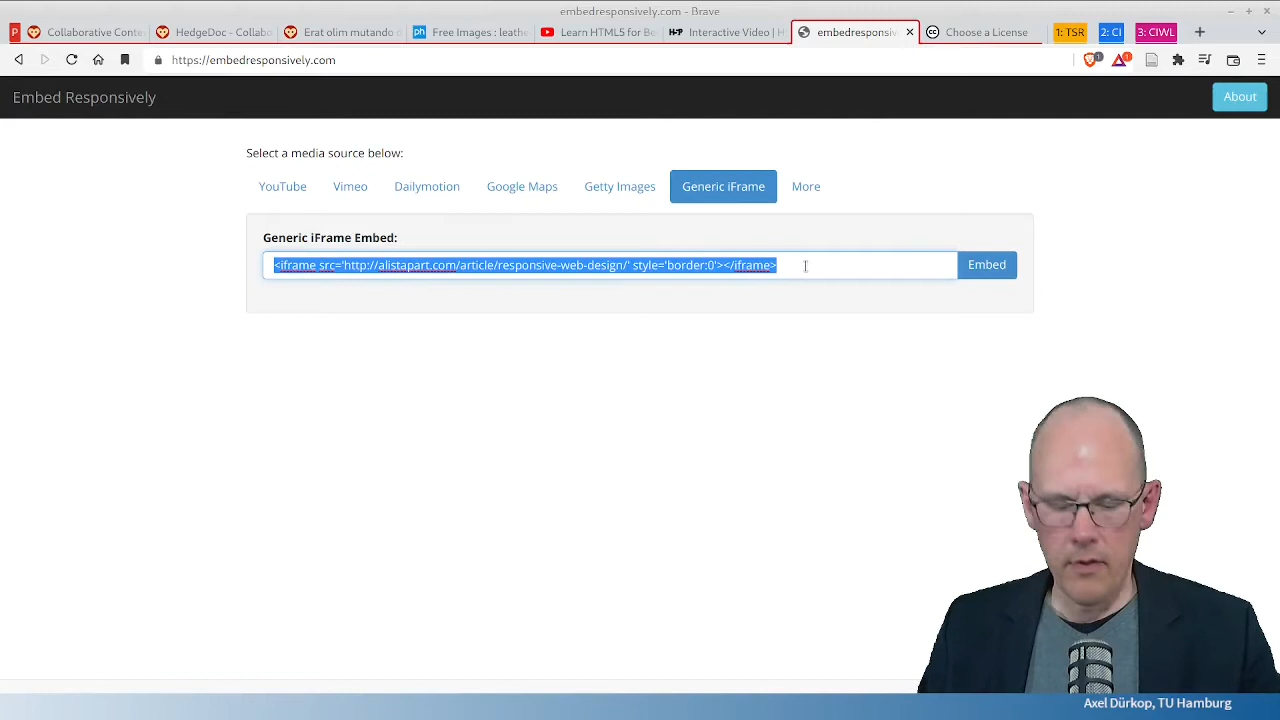 embedresponsively.com - Brave
Collaborative Conte
HedgeDoc - Collabo
Erat olim mutando
Free Images : leathe
Learn HTML5 for Be
H-P Interactive Video | H
embedresponsiv
Choose a License
1: TSR
2: CI
3: CIWL
https://embedresponsively.com
Embed Responsively
About
Select a media source below:
YouTube
Vimeo
Dailymotion
Google Maps
Getty Images
Generic iFrame
More
Generic iFrame Embed:
<iframe src='http://alistapart.com/article/responsive-web-design/' style='border:0'></iframe>
Embed
Axel Dürkop, TU Hamburg